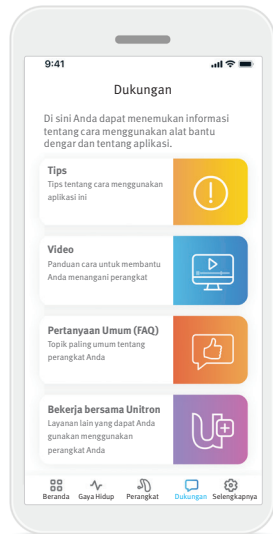 9:41
Dukungan
Di sini Anda dapat menemukan informasi
tentang cara menggunakan alat bantu
dengar dan tentang aplikasi.
Tips
Tips tentang cara menggunakan
aplikasi ini
Video
Panduan cara untuk membantu
Anda menangani perangkat
Pertanyaan Umum (FAQ)
Topik paling umum tentang
perangkat Anda
Bekerja bersama Unitron
Layanan lain yang dapat Anda
gunakan menggunakan
perangkat Anda
Beranda Gaya Hidup Perangkat Dukungan Selengkapnya